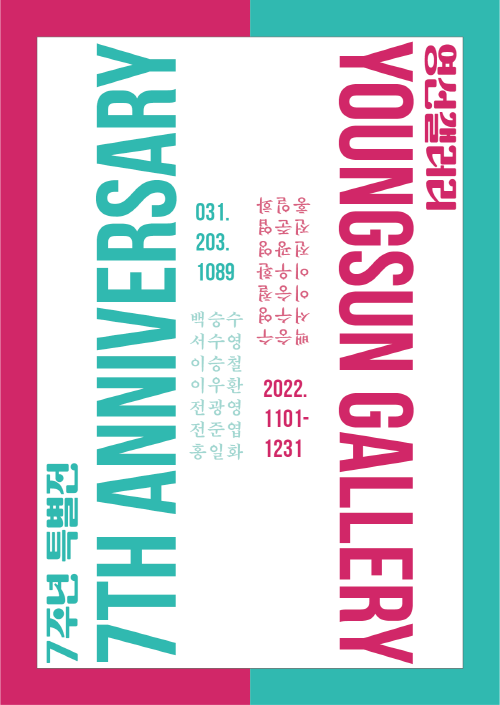 영선갤러리
YOUNGSUN GALLERY
7TH ANNIVERSARY
7주년 특별전
031.
203.
1089
백승수
서수영
이승철
이우환
전광영
전준엽
홍일화
백승수
서수영
이승철
이우환
전광영
전준엽
홍일화
2022.
1101-
1231